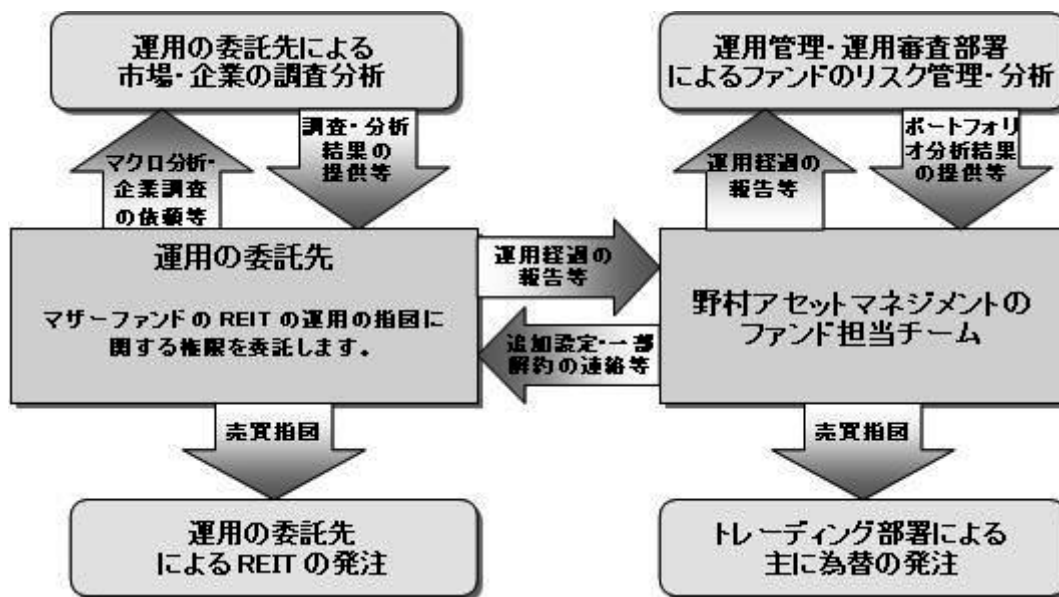 運用の委託先による
市場・企業の調査分析
運用管理・運用審査部署
によるファンドのリスク管理・分析
マクロ分析・
企業調査
の依頼等
調査・分析
結果の
提供等
運用経過の
報告等
ポートフォリ
オ分析結果
の提供等
運用の委託先
マザーファンドのREITの運用の指図に
関する権限を委託します。
運用経過の
報告等
追加設定・一部
解約の連絡等
野村アセットマネジメントの
ファンド担当チーム
売買指図
売買指図
運用の委託先
によるREITの発注
トレーディング部署による
主に為替の発注